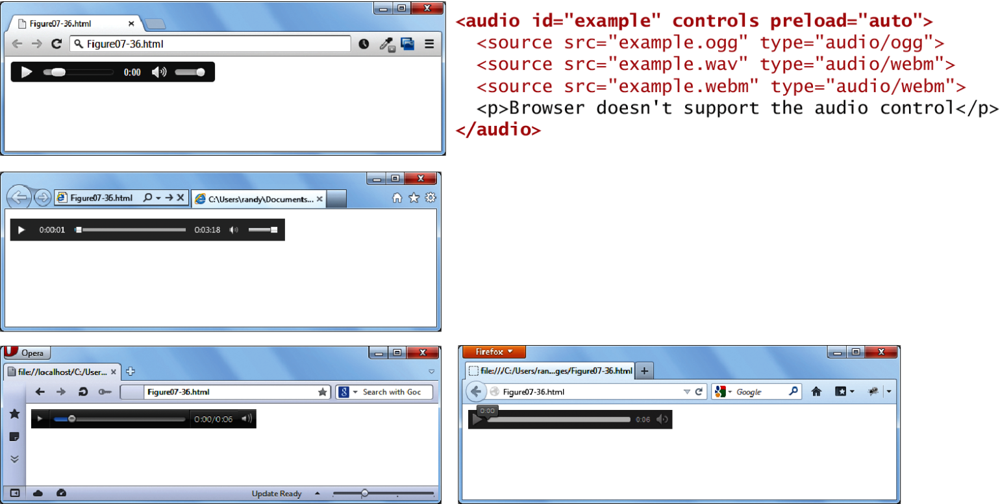 Figure07-36.html
Figure07-36.html
0:00
<audio id="example" controls preload="auto">
<source src="example.ogg" type="audio/ogg">
<source src="example.wav" type="audio/webm">
<source src="example.webm" type="audio/webm">
<p>Browser doesn't support the audio control</p>
</audio>
Figure07-36.html
C:\Users\randy\Documents...
0:00:01
0:03:18
Opera
file://localhost/C:/User...
Figure07-36.html
8
Search with Goc
0:00/0:06
Update Ready
Firefox
file:///C:/Users/ran...ges/Figure07-36.html
Figure07-36.html
Google
0:00
0:06